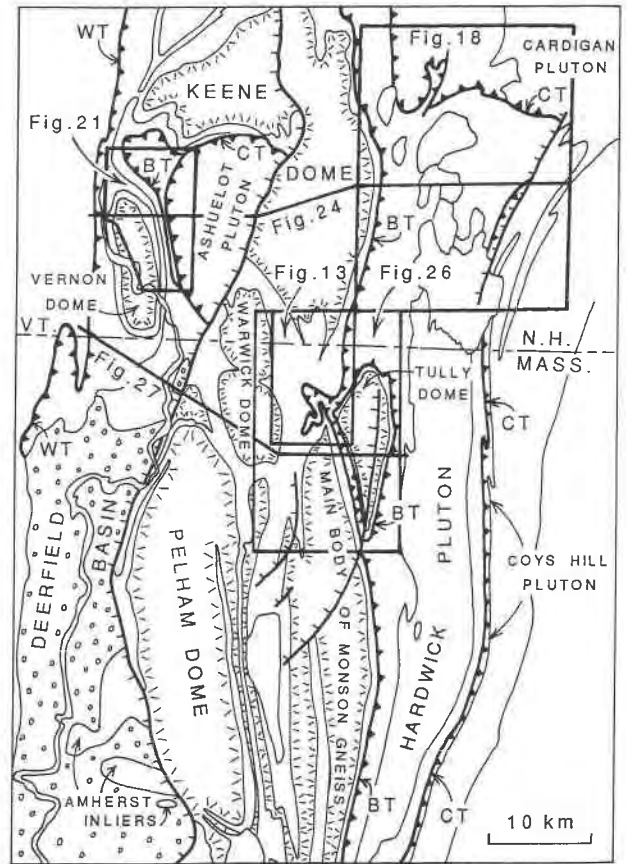 WT
Fig.18
CARDIGAN
PLUTON
KEENE
CT
Fig.21
CT
BT
DOME
ASHUELOT
PLUTON
Fig.24
BT
Fig.13
Fig.26
VERNON
DOME
WARWICK DOME
VT.
N.H.
MASS.
TULLY
DOME
Fig.27
CT
WT
MAIN BODY OF MONSON GNEISS
BT
DEERFIELD
BASIN
PELHAM DOME
HARDWICK
PLUTON
COYS HILL
PLUTON
AMHERST
INLIERS
BT
CT
10 km